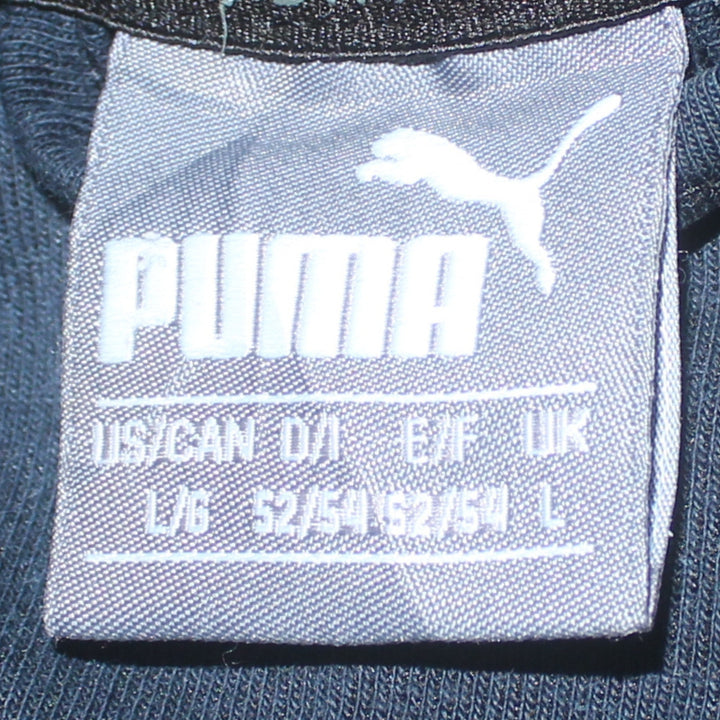 PUMA
US/CAN D/I E/F UK
L/G 52/54 52/54 L